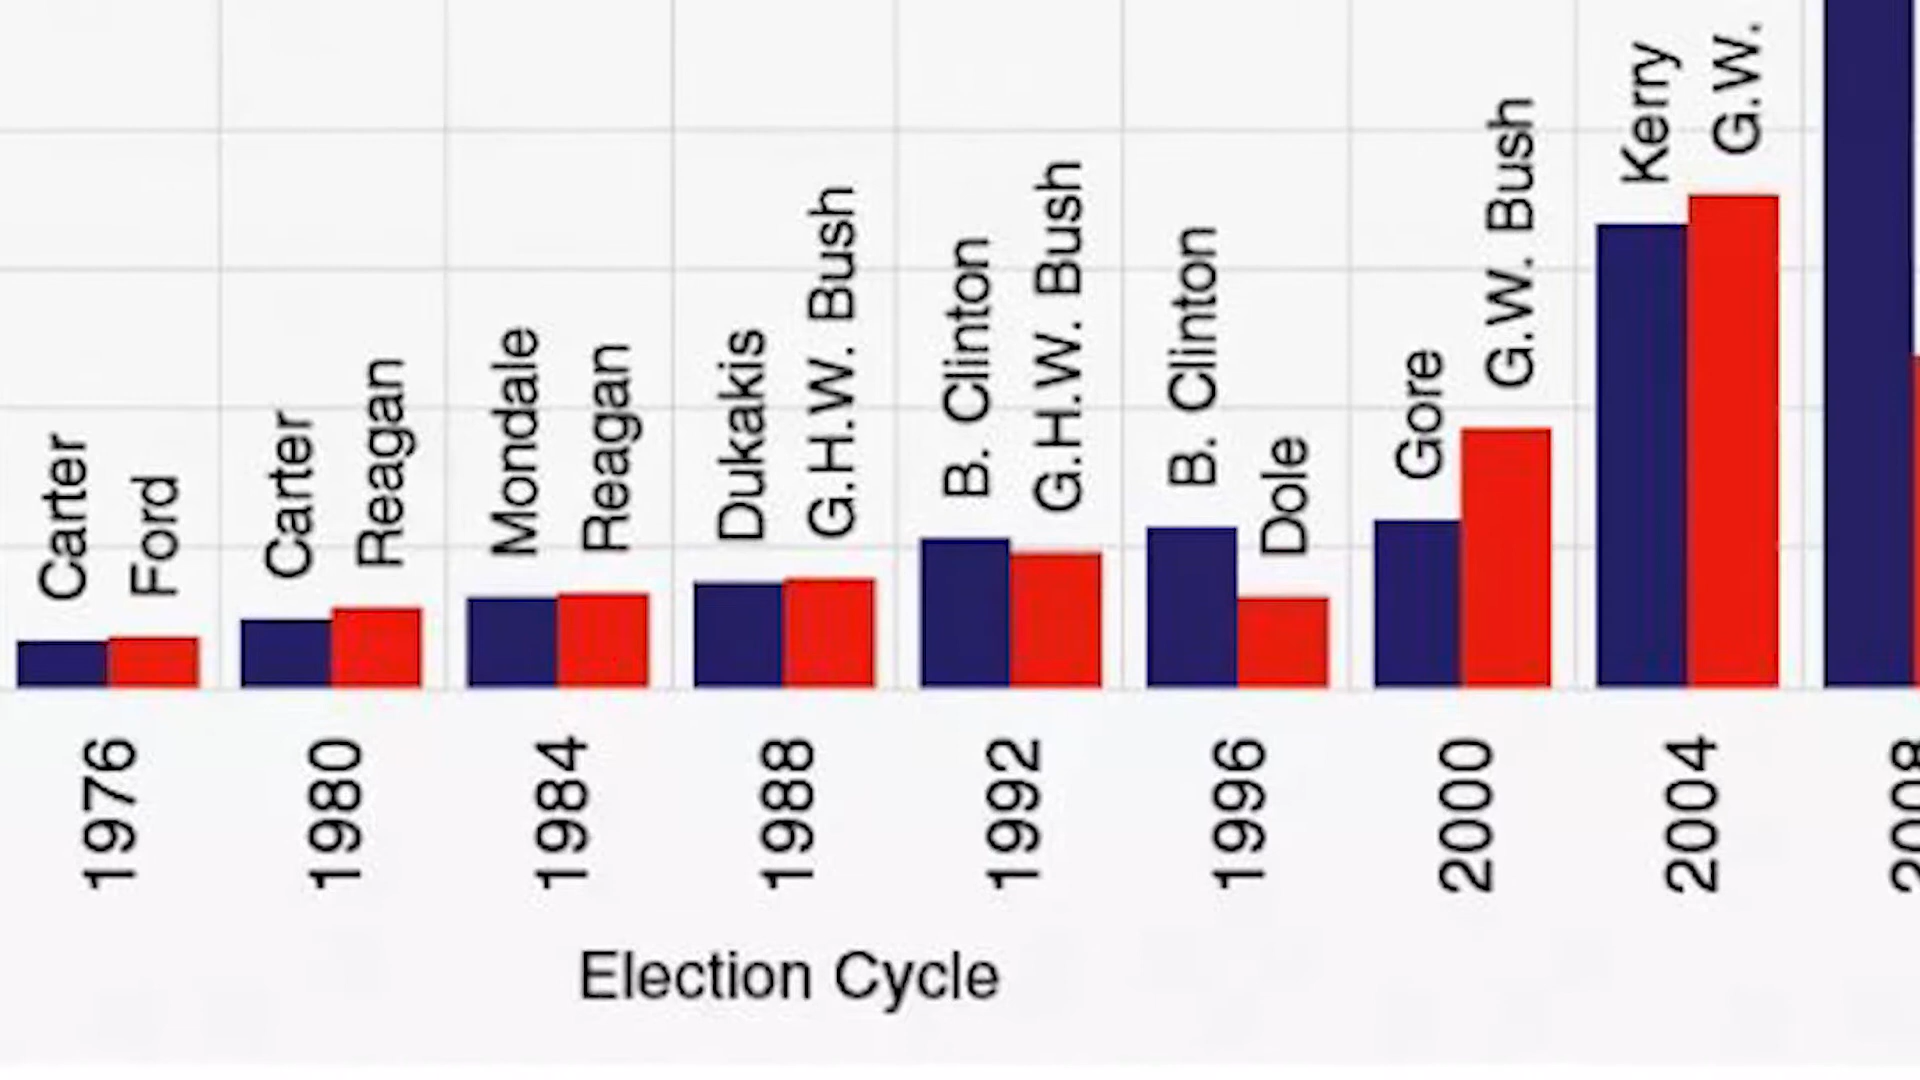 Carter
Ford
Carter
Reagan
Mondale
Reagan
Dukakis
G.H.W. Bush
B. Clinton
G.H.W. Bush
B. Clinton
Dole
Gore
G.W. Bush
Kerry
G.W.
1976
1980
1984
1988
1992
1996
2000
2004
2008
Election Cycle